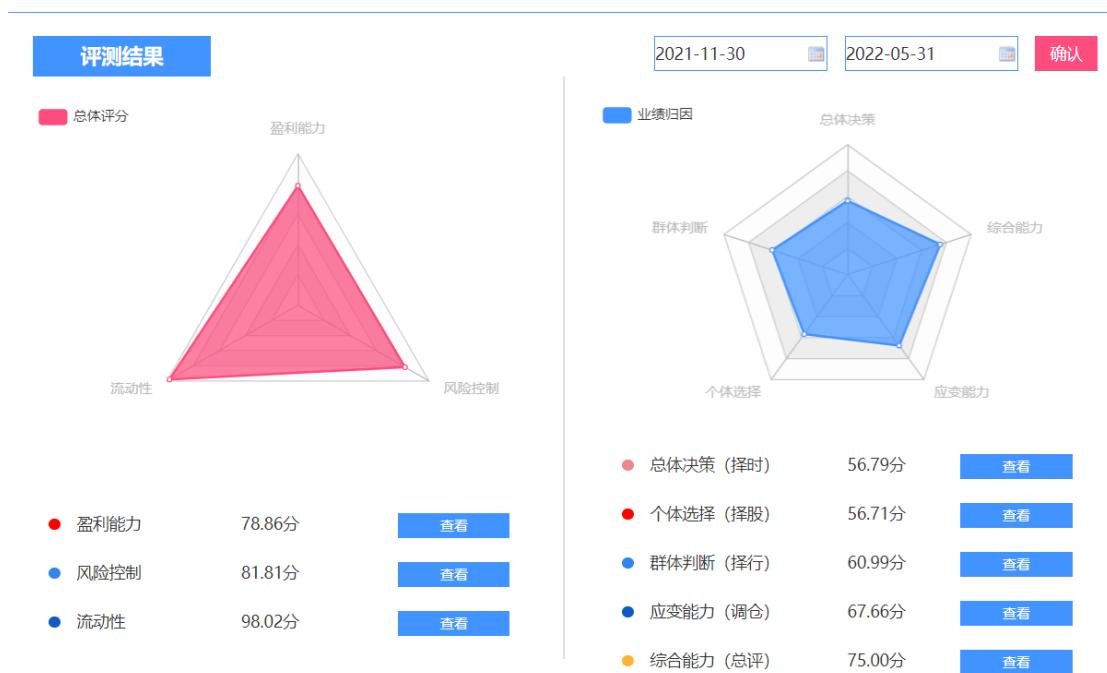 评测结果
2021-11-30
2022-05-31
确认
总体评分
盈利能力
流动性
风险控制
盈利能力 78.86分 查看
风险控制 81.81分 查看
流动性 98.02分 查看
业绩归因
总体决策
群体判断
综合能力
个体选择
应变能力
总体决策（择时） 56.79分 查看
个体选择（择股） 56.71分 查看
群体判断（择行） 60.99分 查看
应变能力（调仓） 67.66分 查看
综合能力（总评） 75.00分 查看